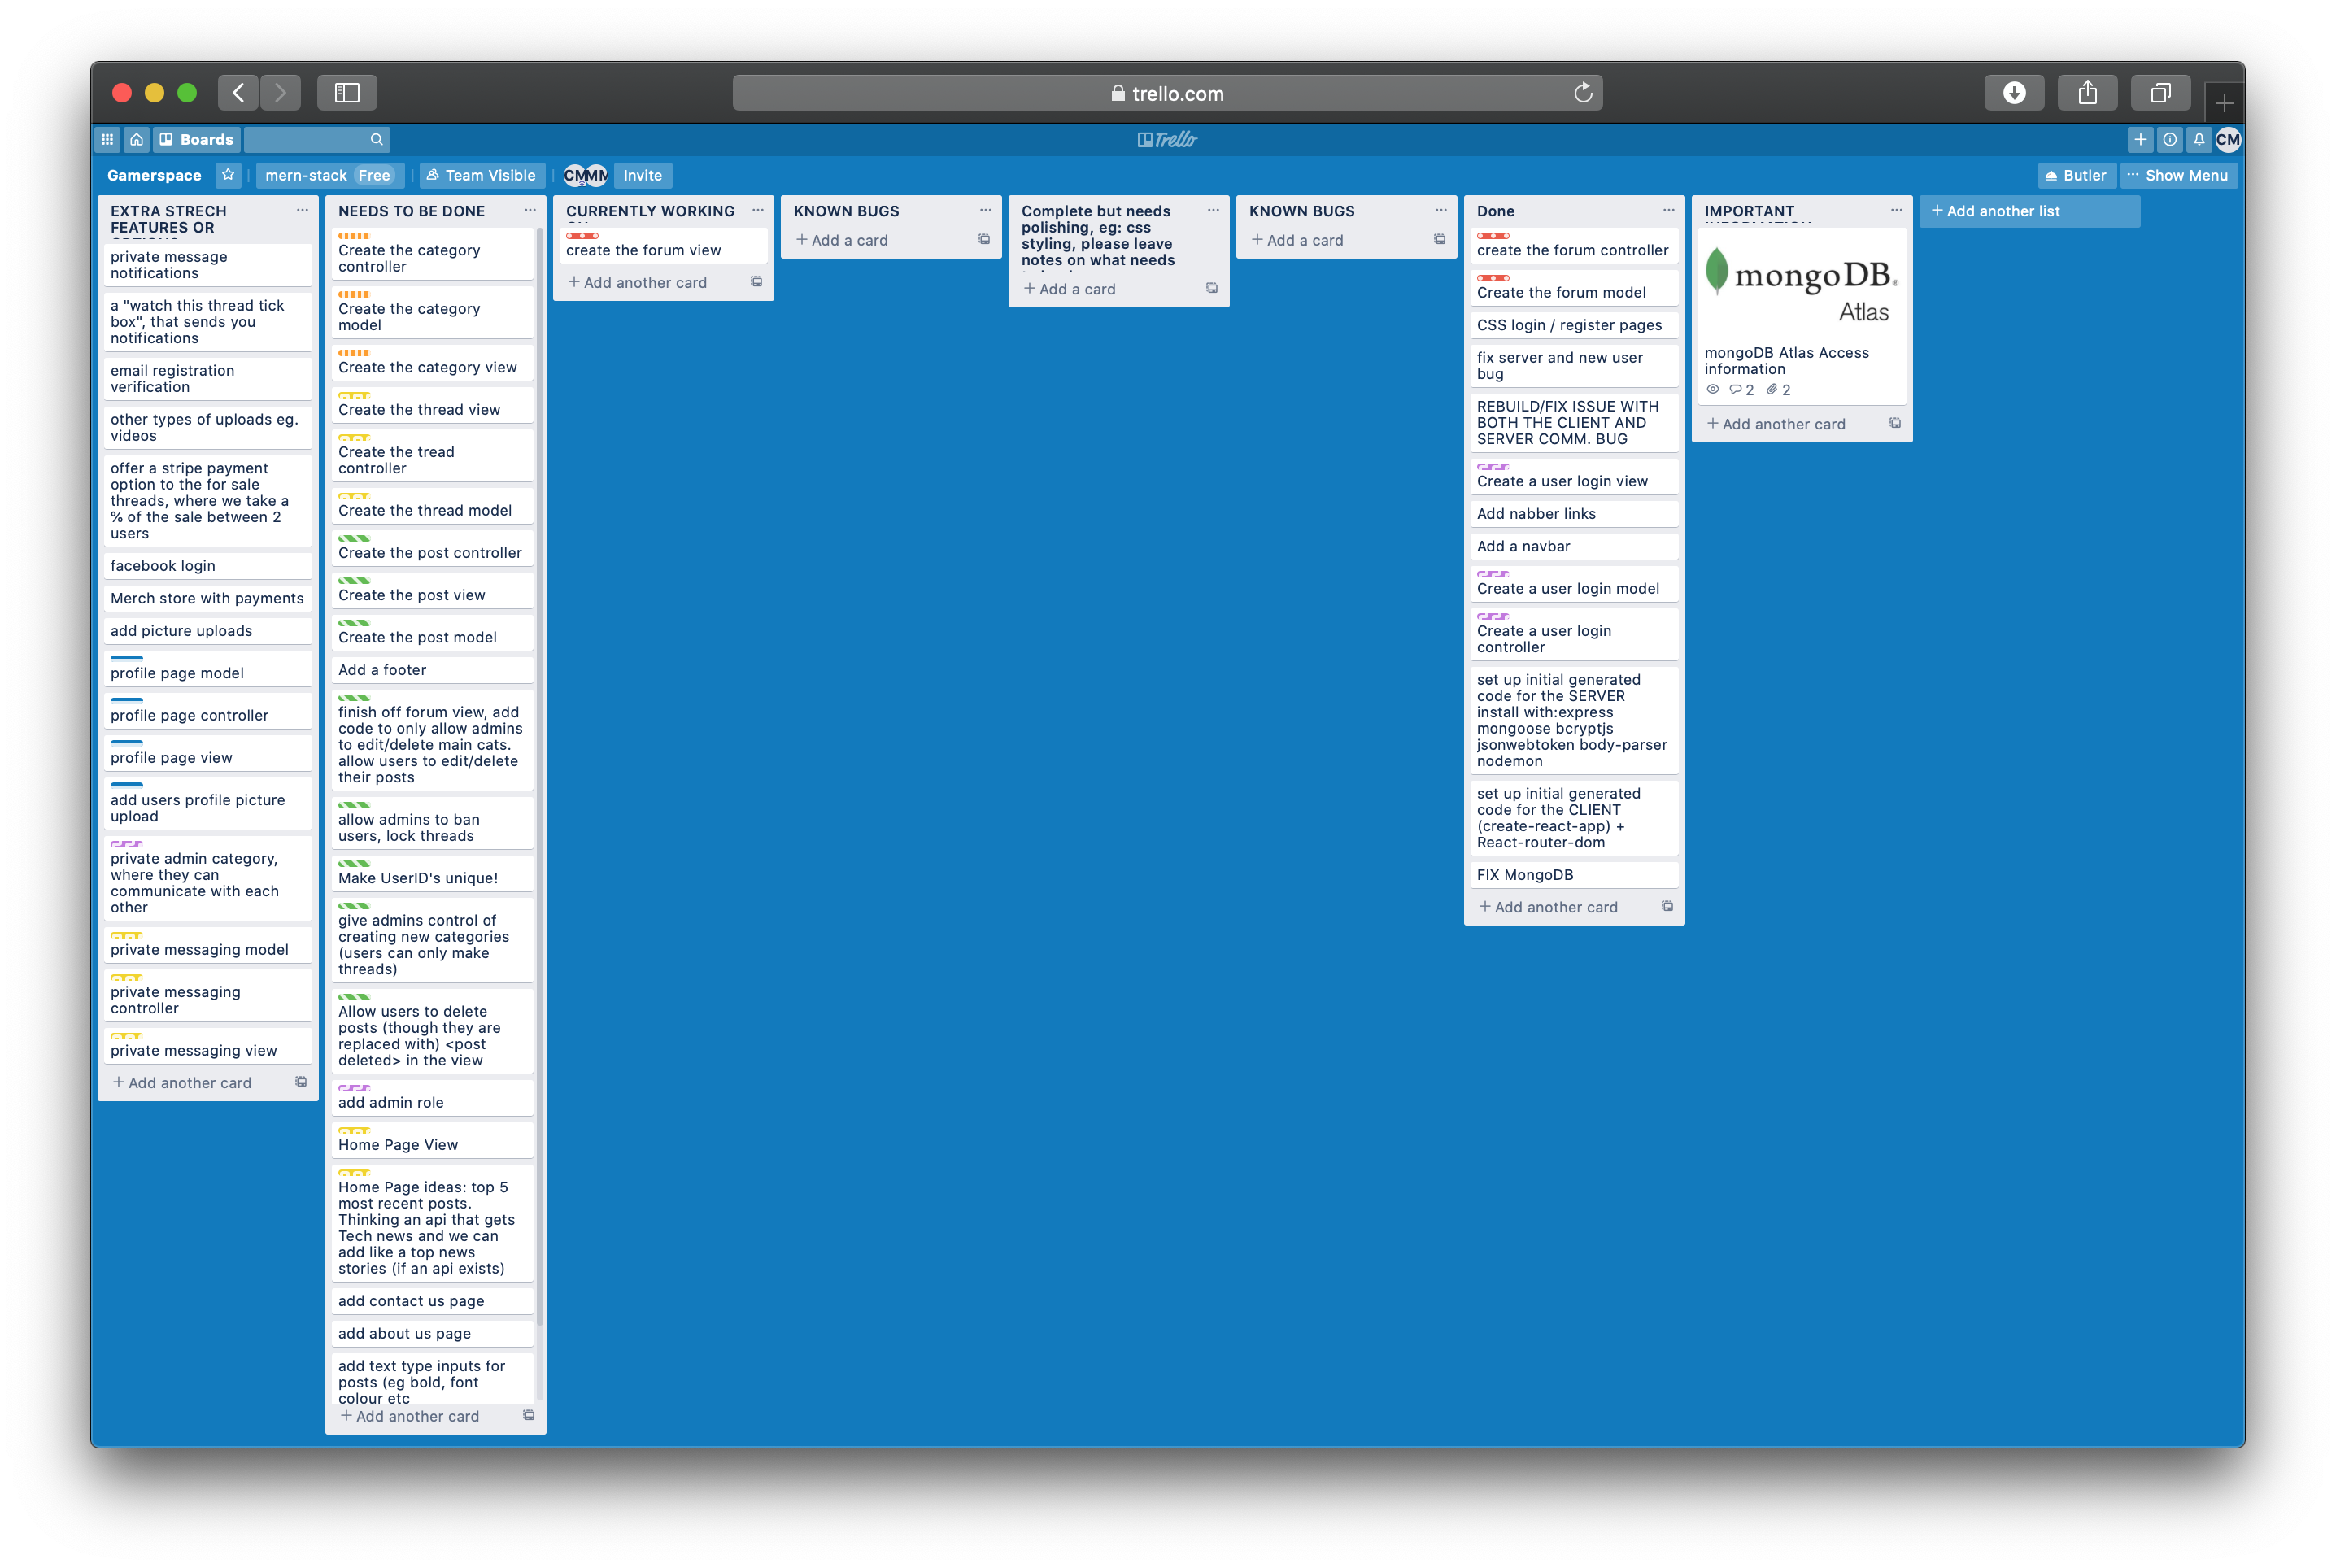 trello.com
Boards
Trello
CM
Gamerspace
mern-stack Free
Team Visible
CM
Invite
Butler
Show Menu
EXTRA STRECH
FEATURES OR
private message
notifications
a "watch this thread tick
box", that sends you
notifications
email registration
verification
other types of uploads eg.
videos
offer a stripe payment
option to the for sale
threads, where we take a
% of the sale between 2
users
facebook login
Merch store with payments
add picture uploads
profile page model
profile page controller
profile page view
add users profile picture
upload
private admin category,
where they can
communicate with each
other
private messaging model
private messaging
controller
private messaging view
Add another card
NEEDS TO BE DONE
Create the category
controller
Create the category
model
Create the category view
Create the thread view
Create the tread
controller
Create the thread model
Create the post controller
Create the post view
Create the post model
Add a footer
finish off forum view, add
code to only allow admins
to edit/delete main cats.
allow users to edit/delete
their posts
allow admins to ban
users, lock threads
Make UserID's unique!
give admins control of
creating new categories
(users can only make
threads)
Allow users to delete
posts (though they are
replaced with) <post
deleted> in the view
add admin role
Home Page View
Home Page ideas: top 5
most recent posts.
Thinking an api that gets
Tech news and we can
add like a top news
stories (if an api exists)
add contact us page
add about us page
add text type inputs for
posts (eg bold, font
colour etc
Add another card
CURRENTLY WORKING
create the forum view
Add another card
KNOWN BUGS
Add a card
Complete but needs
polishing, eg: css
styling, please leave
notes on what needs
Add a card
KNOWN BUGS
Add a card
Done
create the forum controller
Create the forum model
CSS login / register pages
fix server and new user
bug
REBUILD/FIX ISSUE WITH
BOTH THE CLIENT AND
SERVER COMM. BUG
Create a user login view
Add nabber links
Add a navbar
Create a user login model
Create a user login
controller
set up initial generated
code for the SERVER
install with:express
mongoose bcryptjs
jsonwebtoken body-parser
nodemon
set up initial generated
code for the CLIENT
(create-react-app) +
React-router-dom
FIX MongoDB
Add another card
IMPORTANT
mongoDB®
Atlas
mongoDB Atlas Access
information
2 2
Add another card
Add another list